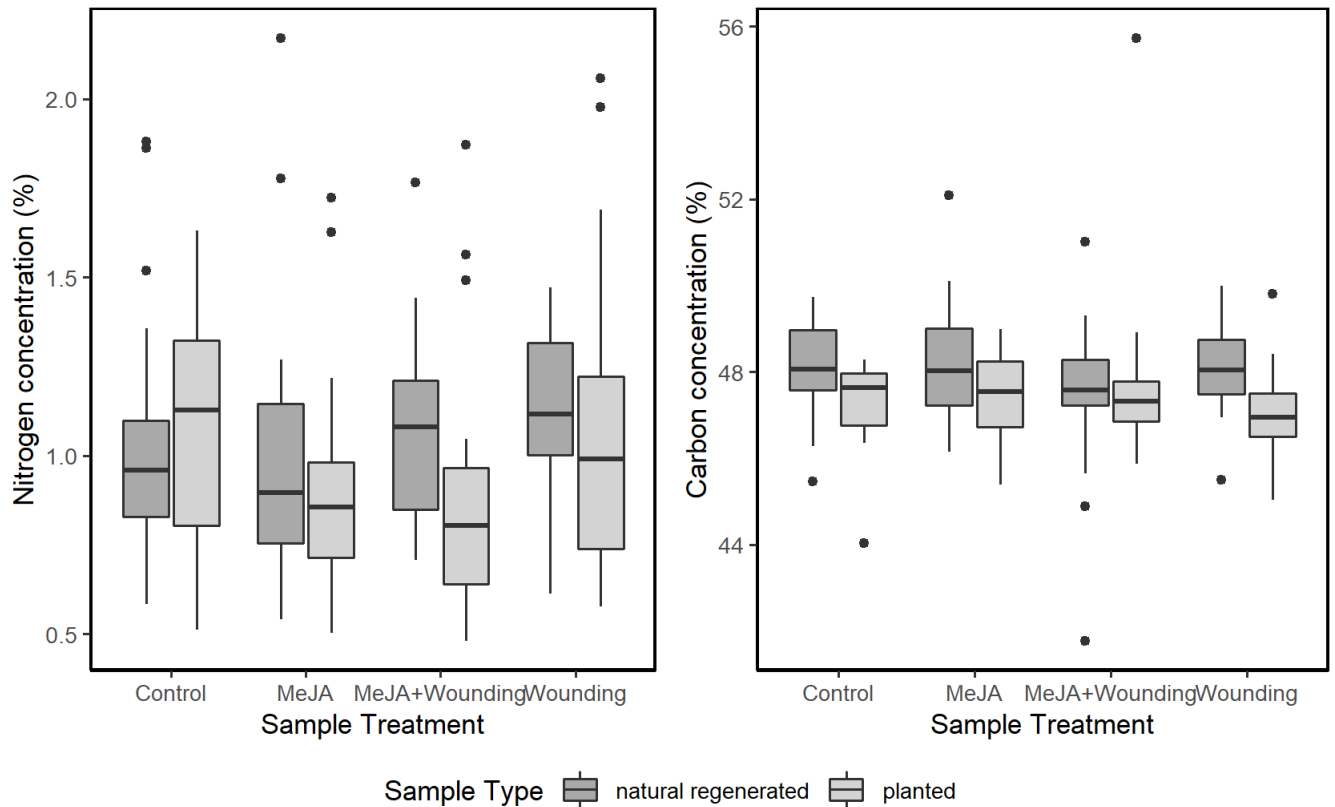 Nitrogen concentration (%)
2.0
1.5
1.0
0.5
Control MeJA MeJA+Wounding Wounding
Sample Treatment
Carbon concentration (%)
56
52
48
44
Control MeJA MeJA+Wounding Wounding
Sample Treatment
Sample Type natural regenerated planted